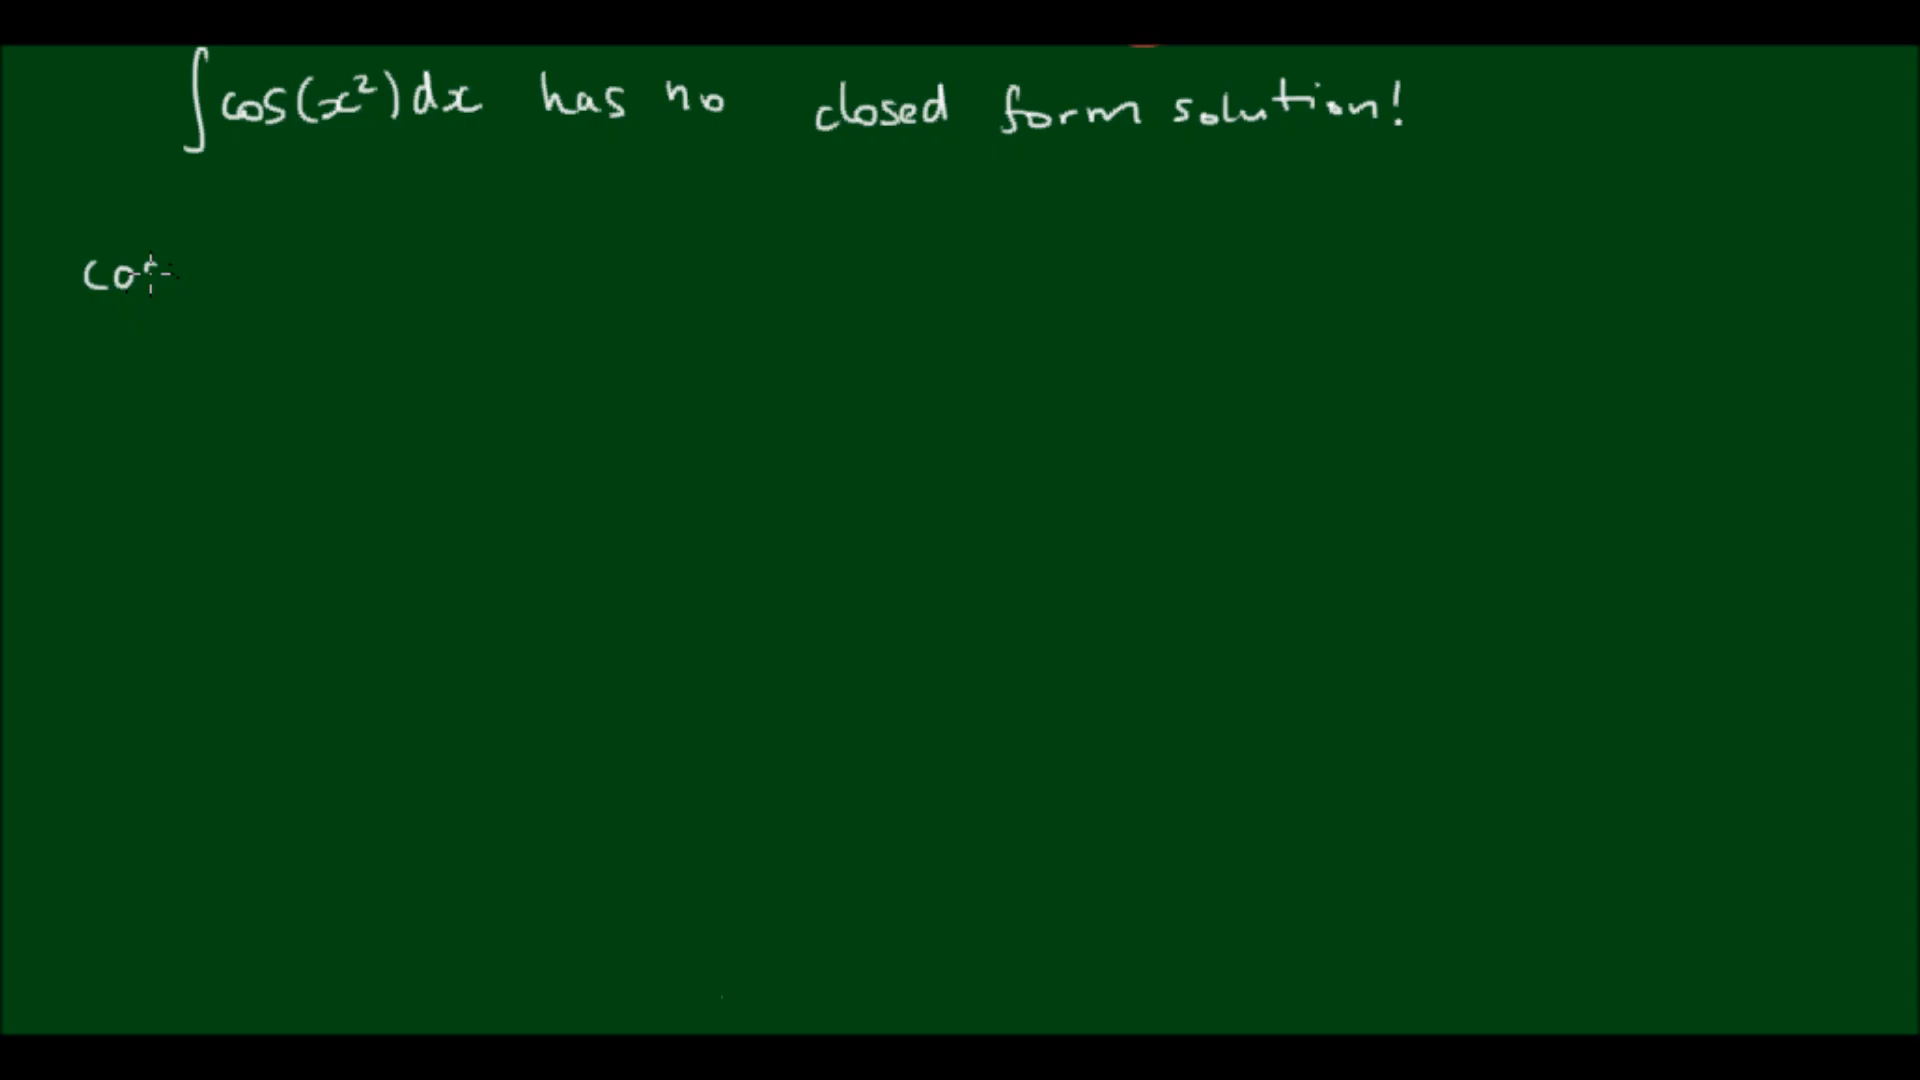 ∫cos(x²)dx has no closed form solution!
co